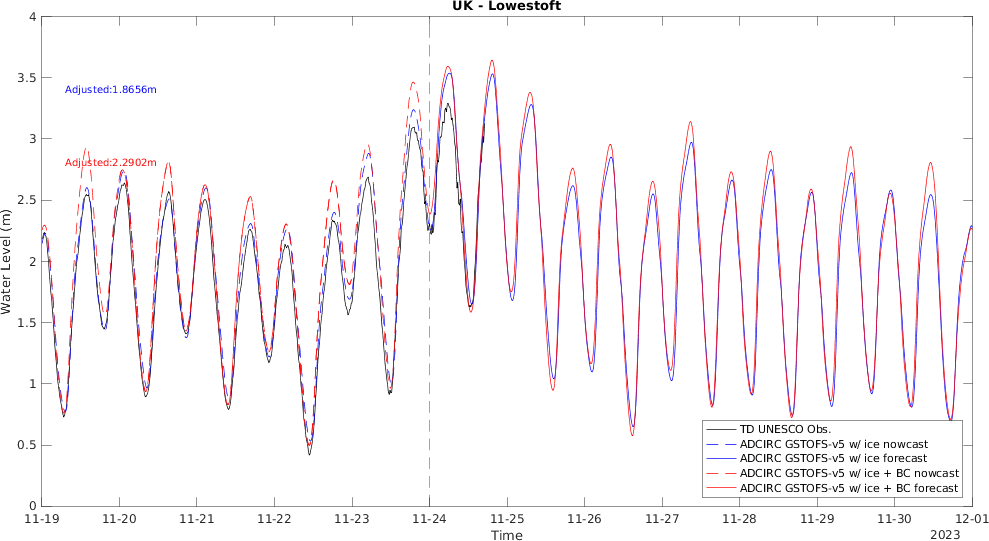 UK - Lowestoft
4
3.5
3
2.5
2
1.5
1
0.5
0
Water Level (m)
Adjusted:1.8656m
Adjusted:2.2902m
TD UNESCO Obs.
ADCIRC GSTOFS-v5 w/ ice nowcast
ADCIRC GSTOFS-v5 w/ ice forecast
ADCIRC GSTOFS-v5 w/ ice + BC nowcast
ADCIRC GSTOFS-v5 w/ ice + BC forecast
11-19 11-20 11-21 11-22 11-23 11-24 11-25 11-26 11-27 11-28 11-29 11-30 12-01
Time
2023